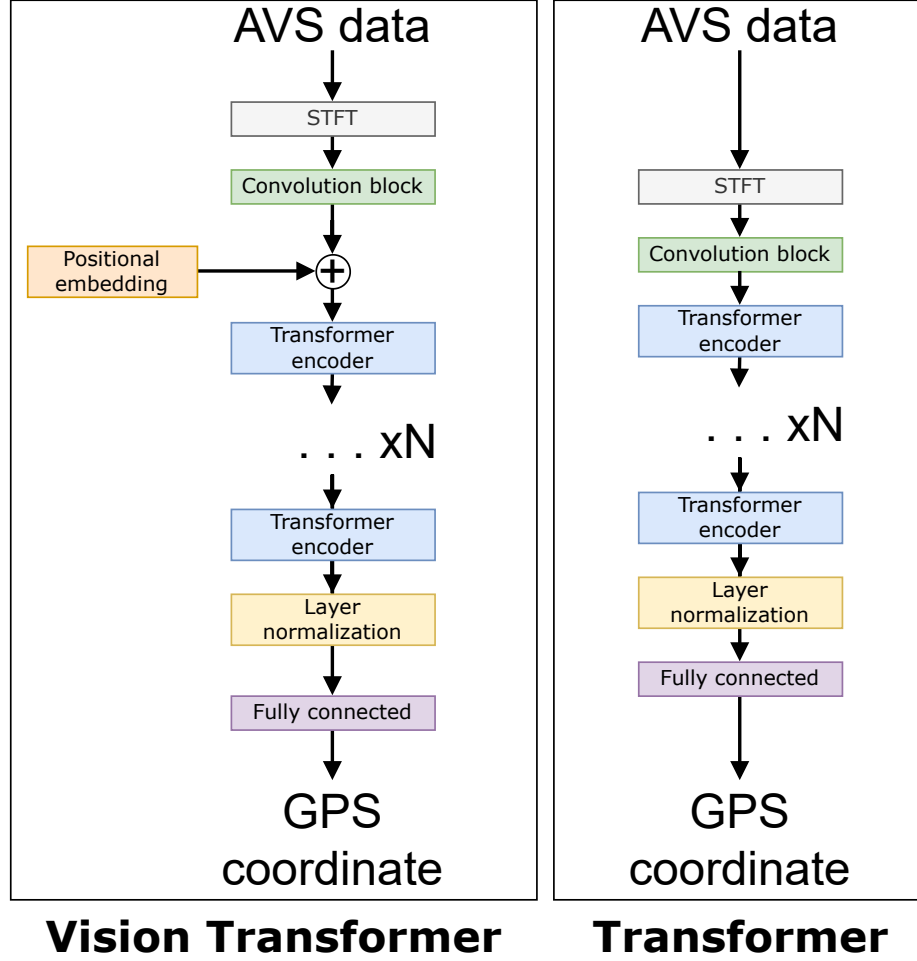 AVS data
STFT
Convolution block
Positional
embedding
+
Transformer
encoder
. . . xN
Transformer
encoder
Layer
normalization
Fully connected
GPS
coordinate
Vision Transformer
AVS data
STFT
Convolution block
Transformer
encoder
. . . xN
Transformer
encoder
Layer
normalization
Fully connected
GPS
coordinate
Transformer